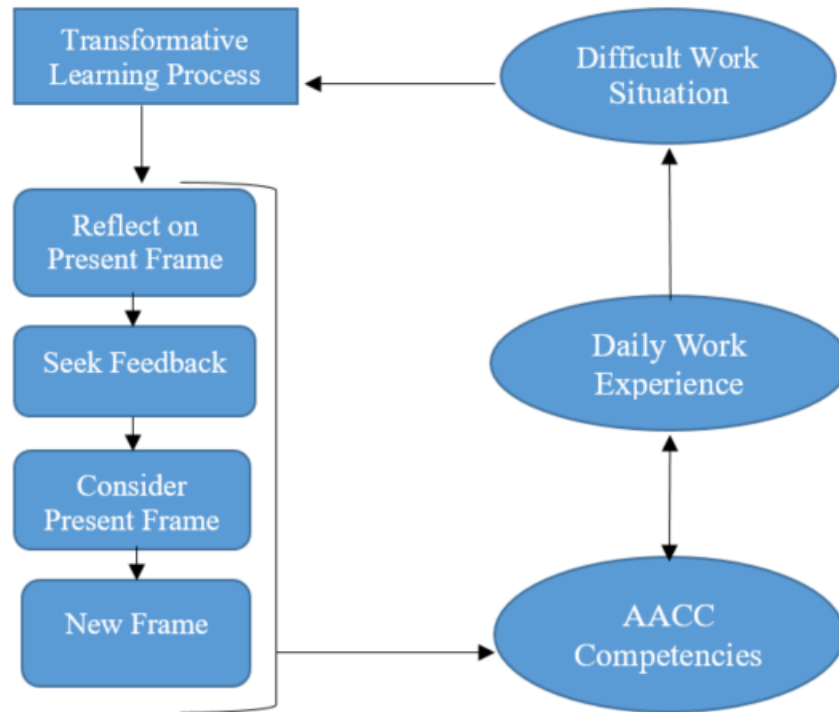 Transformative
Learning Process
Difficult Work
Situation
Reflect on
Present Frame
Seek Feedback
Daily Work
Experience
Consider
Present Frame
New Frame
AACC
Competencies